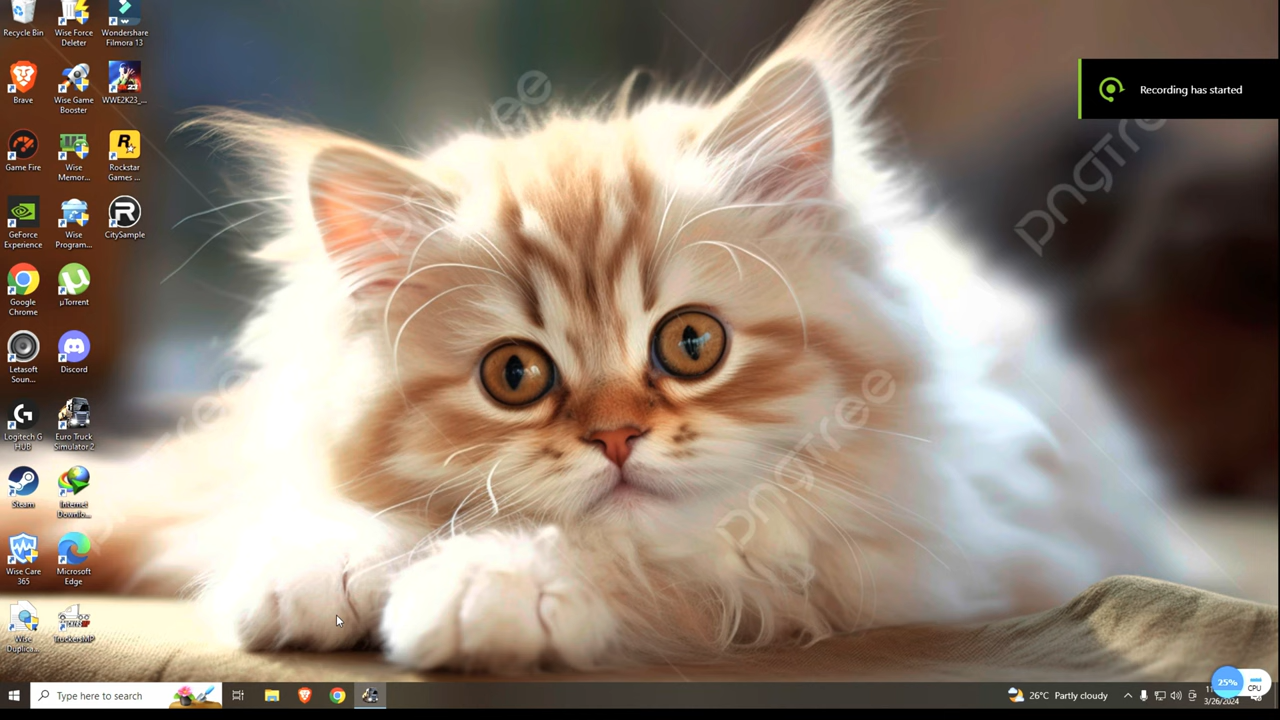 Recycle Bin
Wise Force
Deleter
Wondershare
Filmora 13
Brave
Wise Game
Booster
WWE2K23_...
Game Fire
Wise
Memor...
Rockstar
Games ...
GeForce
Experience
Wise
Program...
CitySample
Google
Chrome
µTorrent
Letasoft
Soun...
Discord
Logitech G
HUB
Euro Truck
Simulator 2
Steam
Internet
Downlo...
Wise Care
365
Microsoft
Edge
Wise
Duplica...
TruckersMP
Recording has started
pngtree
pngtree
pngtree
Type here to search
26°C Partly cloudy
3/26/2024
25%
CPU